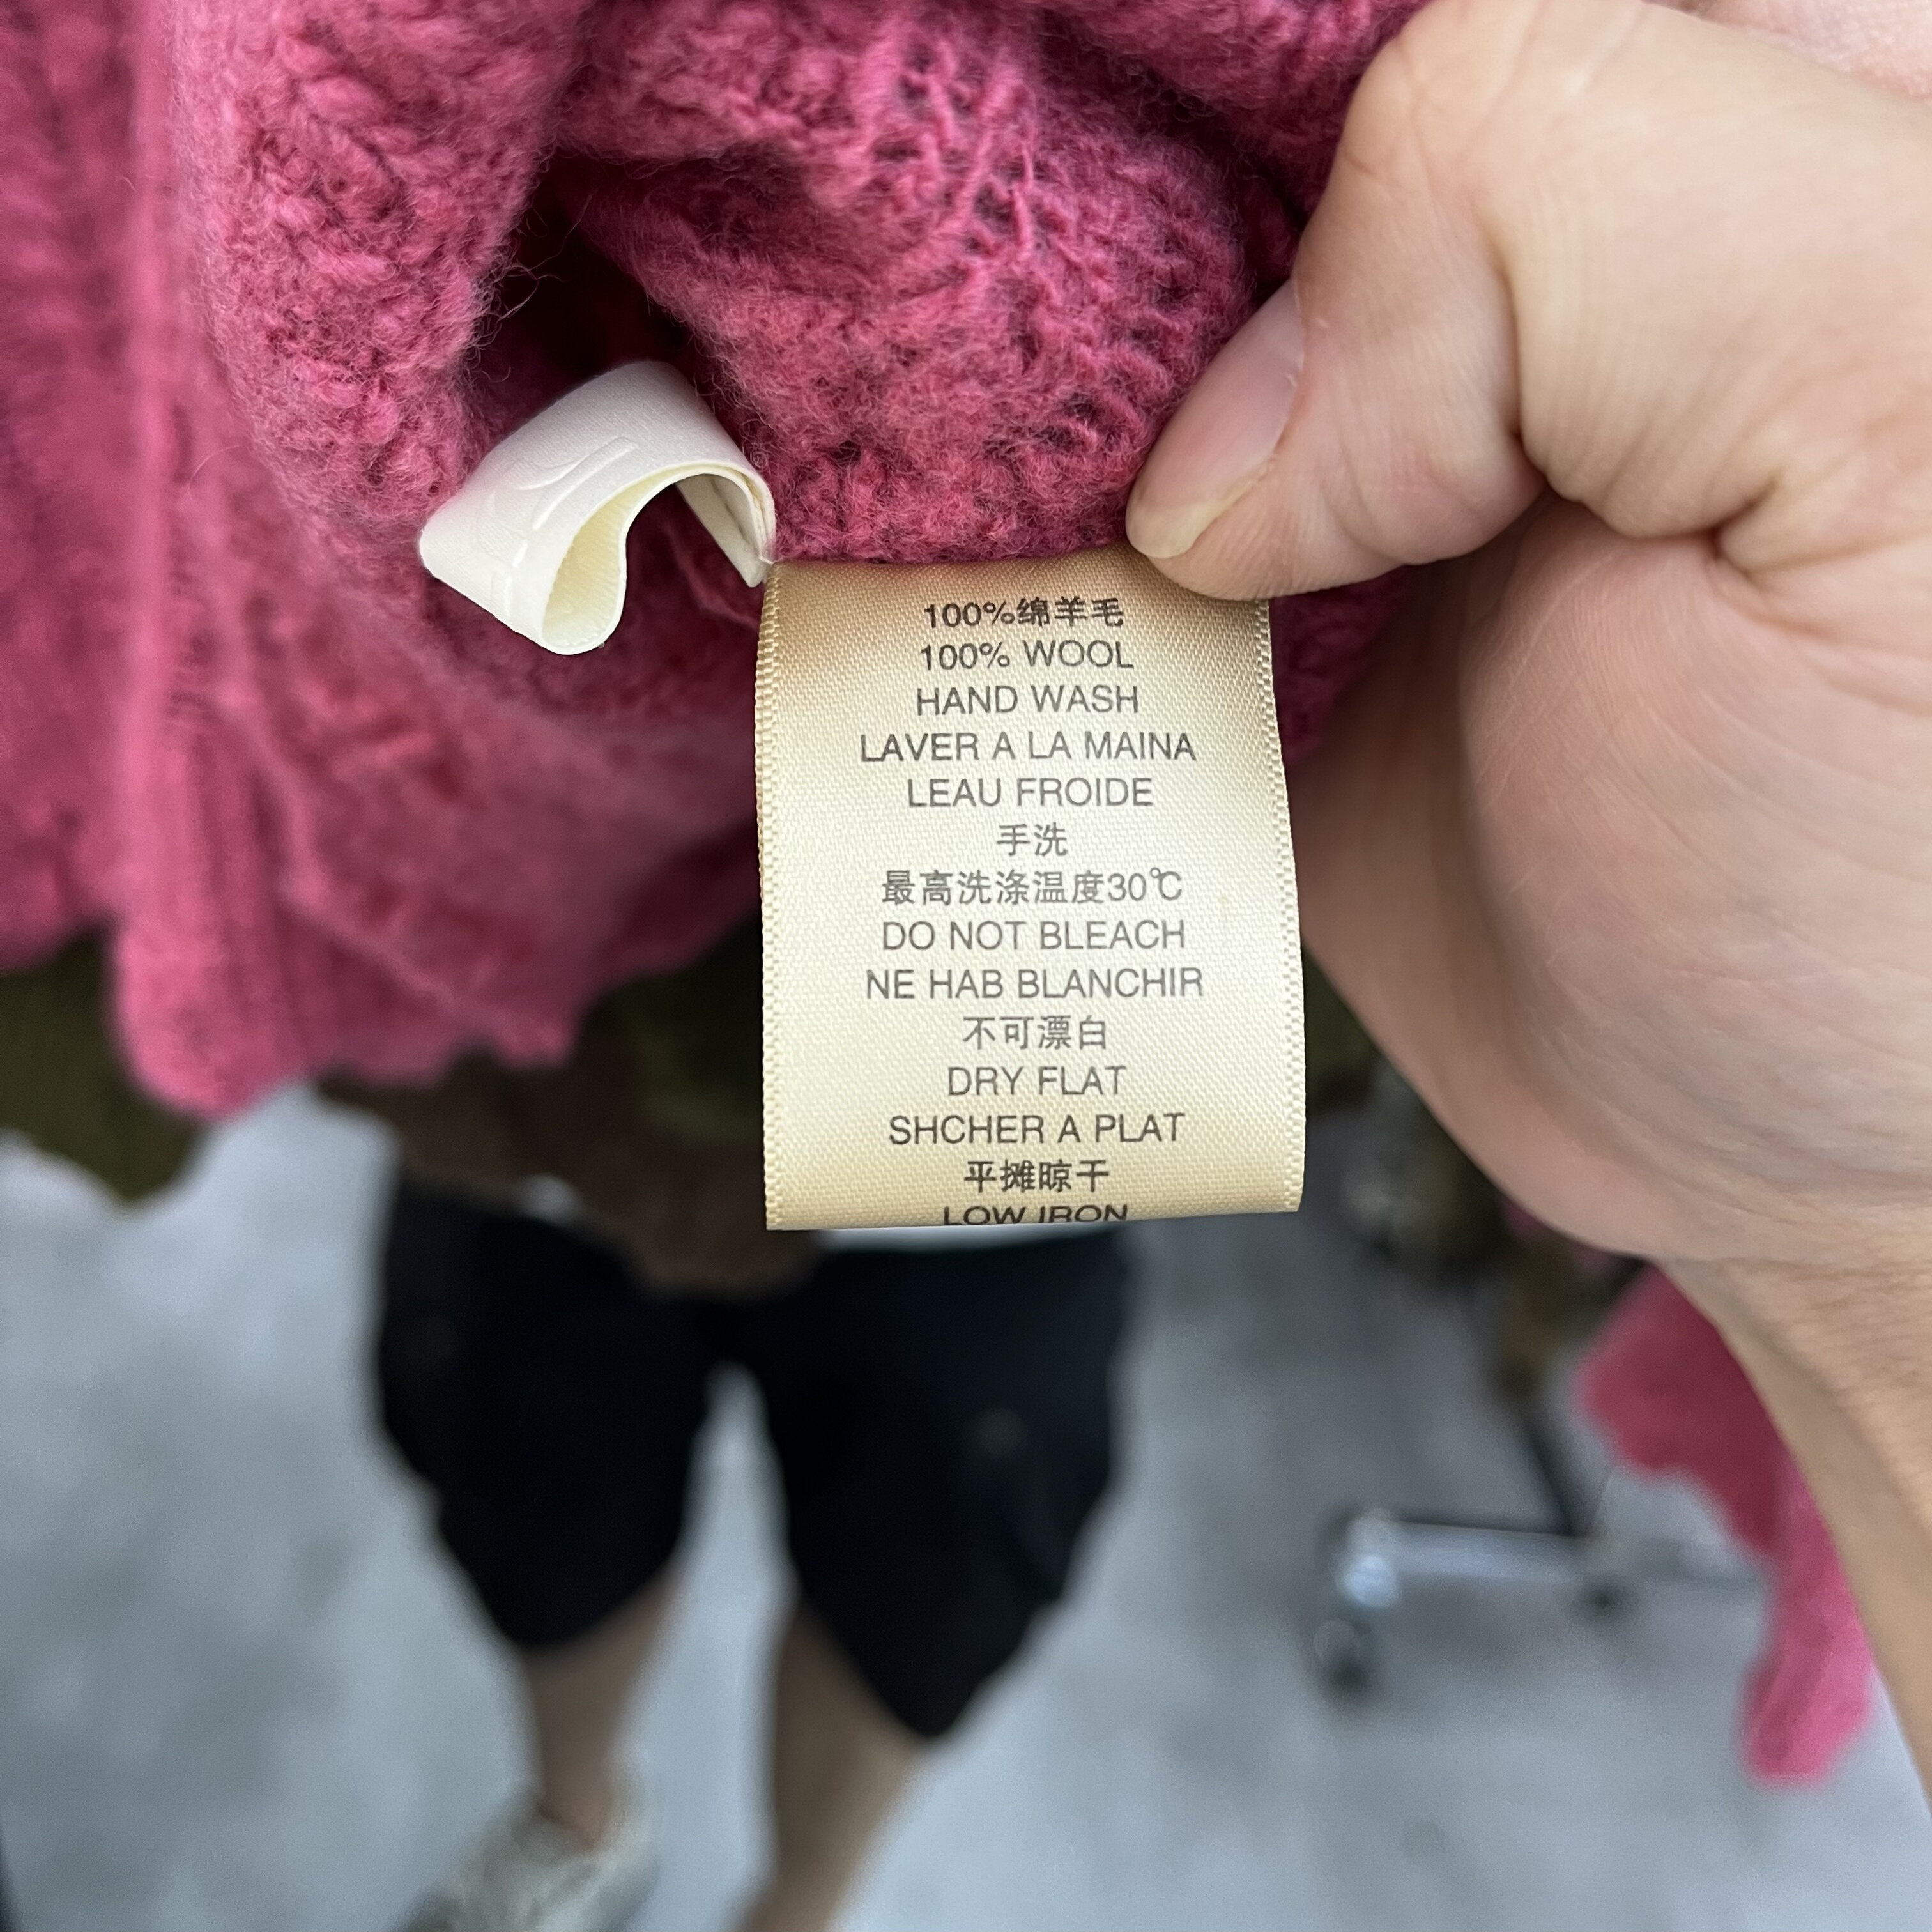 100%绵羊毛
100% WOOL
HAND WASH
LAVER A LA MAINA
LEAU FROIDE
手洗
最高洗涤温度30℃
DO NOT BLEACH
NE HAB BLANCHIR
不可漂白
DRY FLAT
SHCHER A PLAT
平摊晾干
LOW IRON